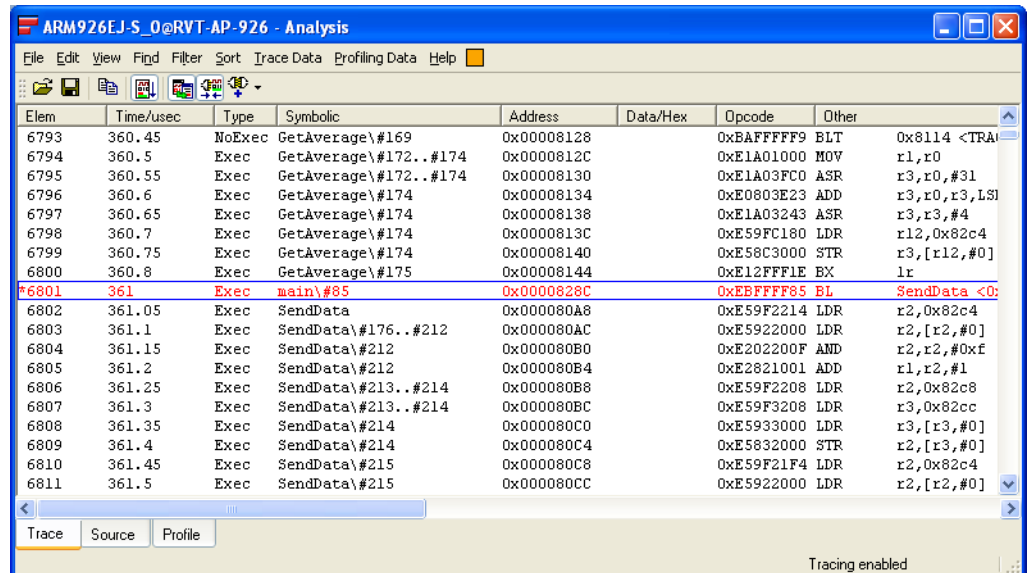 ARM926EJ-S_0@RVT-AP-926 - Analysis
File Edit View Find Filter Sort Trace Data Profiling Data Help
Elem Time/usec Type Symbolic Address Data/Hex Opcode Other
6793 360.45 NoExec GetAverage\#169 0x00008128 0xBAFFFFF9 BLT 0x8114 <TRA
6794 360.5 Exec GetAverage\#172..#174 0x0000812C 0xE1A01000 MOV r1,r0
6795 360.55 Exec GetAverage\#172..#174 0x00008130 0xE1A03FC0 ASR r3,r0,#31
6796 360.6 Exec GetAverage\#174 0x00008134 0xE0803E23 ADD r3,r0,r3,LS
6797 360.65 Exec GetAverage\#174 0x00008138 0xE1A03243 ASR r3,r3,#4
6798 360.7 Exec GetAverage\#174 0x0000813C 0xE59FC180 LDR r12,0x82c4
6799 360.75 Exec GetAverage\#174 0x00008140 0xE58C3000 STR r3,[r12,#0]
6800 360.8 Exec GetAverage\#175 0x00008144 0xE12FFF1E BX lr
*6801 361 Exec main\#85 0x0000828C 0xEBFFFF85 BL SendData <0
6802 361.05 Exec SendData 0x000080A8 0xE59F2214 LDR r2,0x82c4
6803 361.1 Exec SendData\#176..#212 0x000080AC 0xE5922000 LDR r2,[r2,#0]
6804 361.15 Exec SendData\#212 0x000080B0 0xE202200F AND r2,r2,#0xf
6805 361.2 Exec SendData\#212 0x000080B4 0xE2821001 ADD r1,r2,#1
6806 361.25 Exec SendData\#213..#214 0x000080B8 0xE59F2208 LDR r2,0x82c8
6807 361.3 Exec SendData\#213..#214 0x000080BC 0xE59F3208 LDR r3,0x82cc
6808 361.35 Exec SendData\#214 0x000080C0 0xE5933000 LDR r3,[r3,#0]
6809 361.4 Exec SendData\#214 0x000080C4 0xE5832000 STR r2,[r3,#0]
6810 361.45 Exec SendData\#215 0x000080C8 0xE59F21F4 LDR r2,0x82c4
6811 361.5 Exec SendData\#215 0x000080CC 0xE5922000 LDR r2,[r2,#0]
Trace Source Profile
Tracing enabled